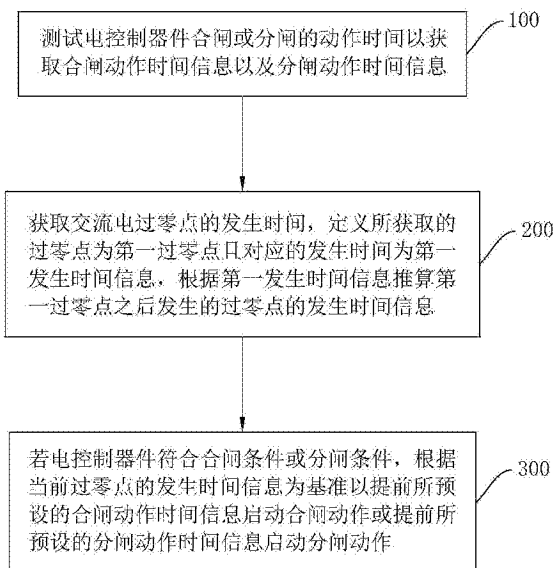 测试电控制器件合闸或分闸的动作时间以获
取合闸动作时间信息以及分闸动作时间信息
100
获取交流电过零点的发生时间，定义所获取的
过零点为第一过零点且对应的发生时间为第一
发生时间信息，根据第一发生时间信息推算第
一过零点之后发生的过零点的发生时间信息
200
若电控制器件符合合闸条件或分闸条件，根据
当前过零点的发生时间信息为基准以提前所预
设的合闸动作时间信息启动合闸动作或提前所
预设的分闸动作时间信息启动分闸动作
300